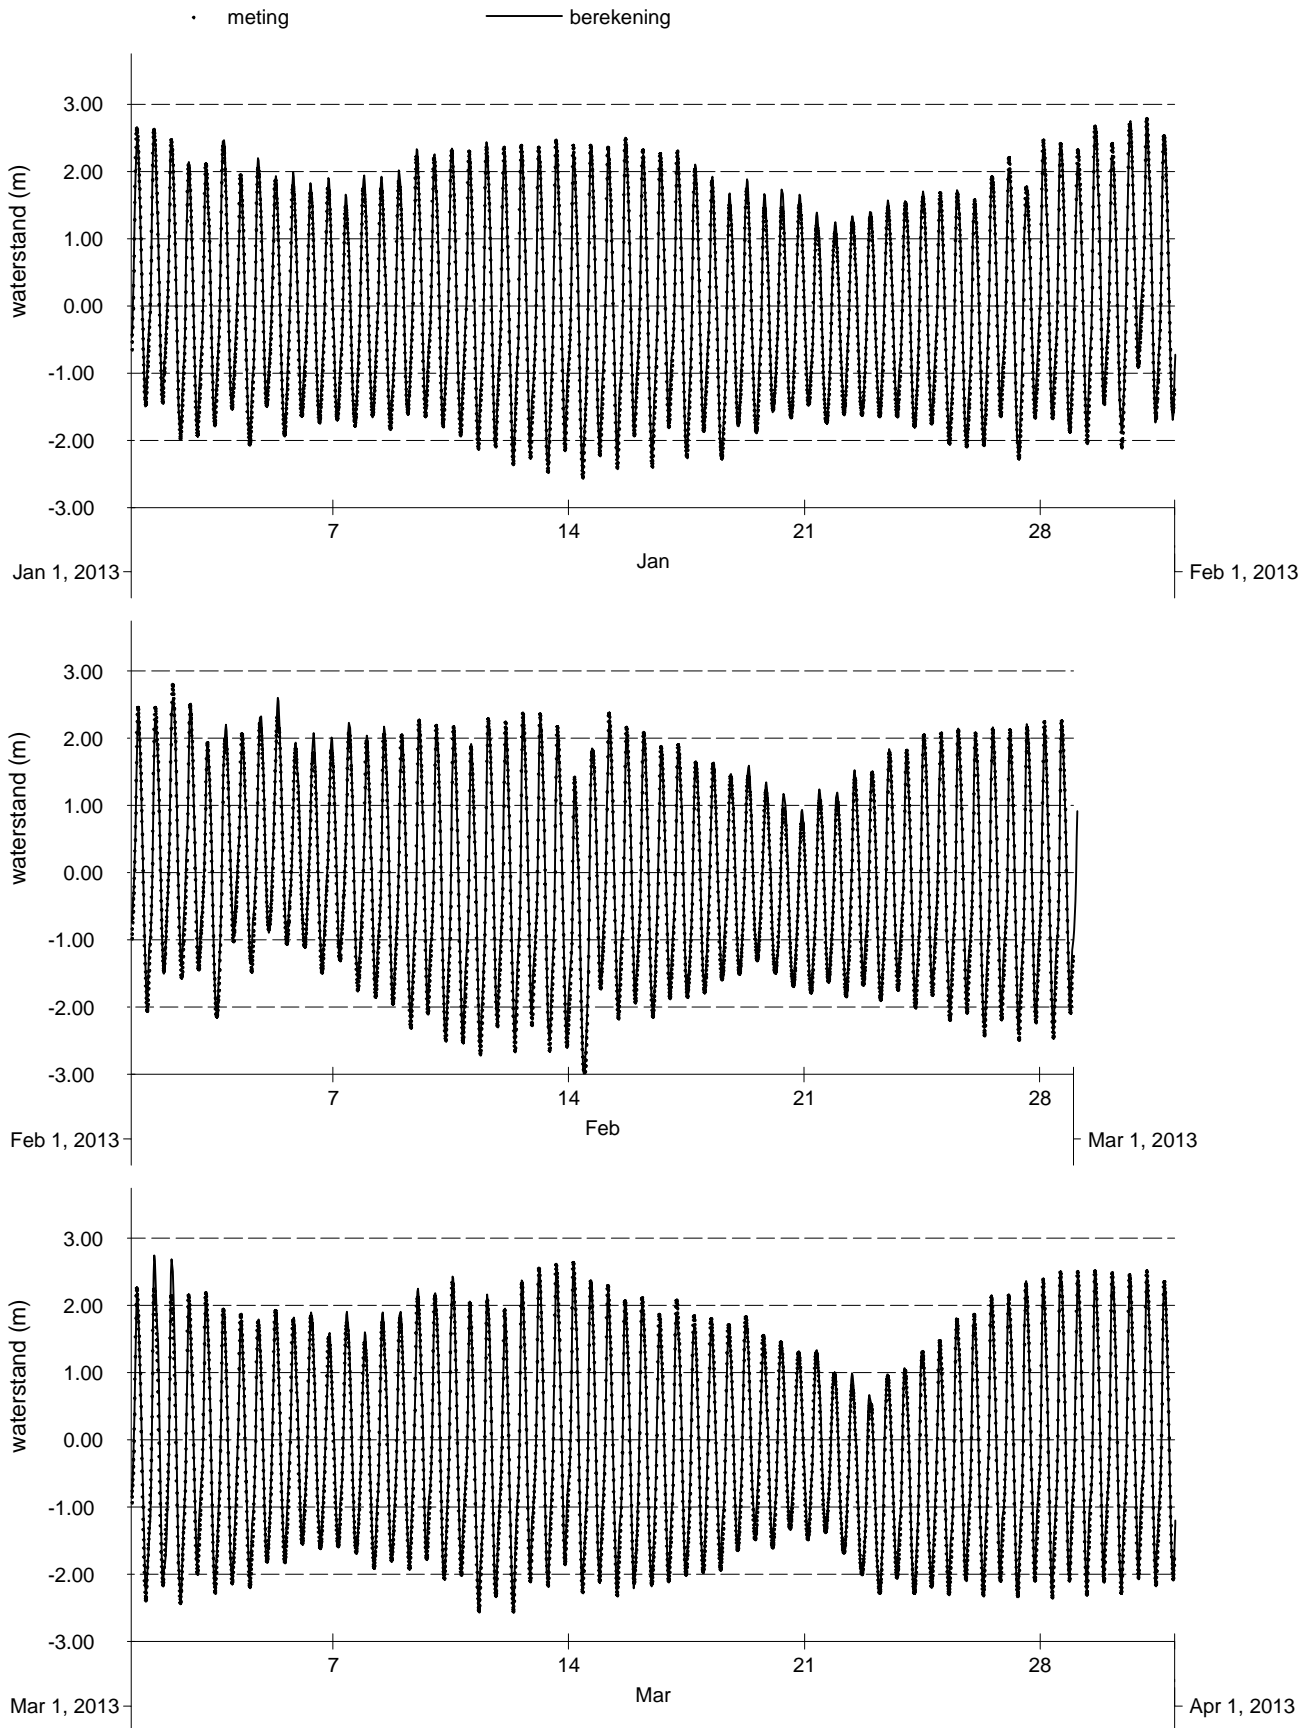 meting berekening
3.00
2.00
1.00
0.00
-1.00
-2.00
-3.00
waterstand (m)
7 14 21 28
Jan
Jan 1, 2013 Feb 1, 2013
3.00
2.00
1.00
0.00
-1.00
-2.00
-3.00
waterstand (m)
7 14 21 28
Feb
Feb 1, 2013 Mar 1, 2013
3.00
2.00
1.00
0.00
-1.00
-2.00
-3.00
waterstand (m)
7 14 21 28
Mar
Mar 1, 2013 Apr 1, 2013